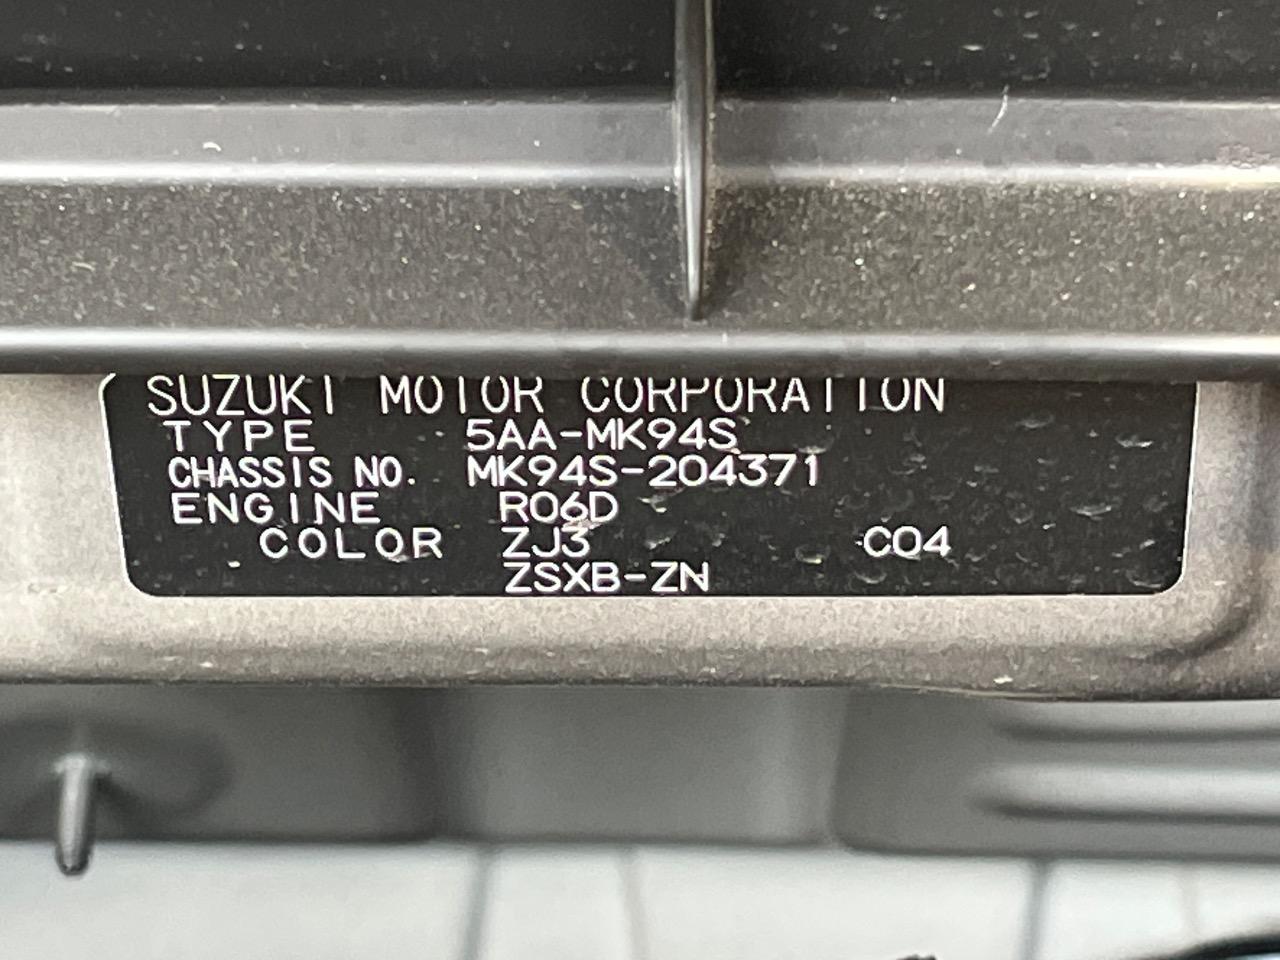 SUZUKI MOTOR CORPORATION
TYPE 5AA-MK94S
CHASSIS NO. MK94S-204371
ENGINE R06D
COLOR ZJ3 C04
ZSXB-ZN